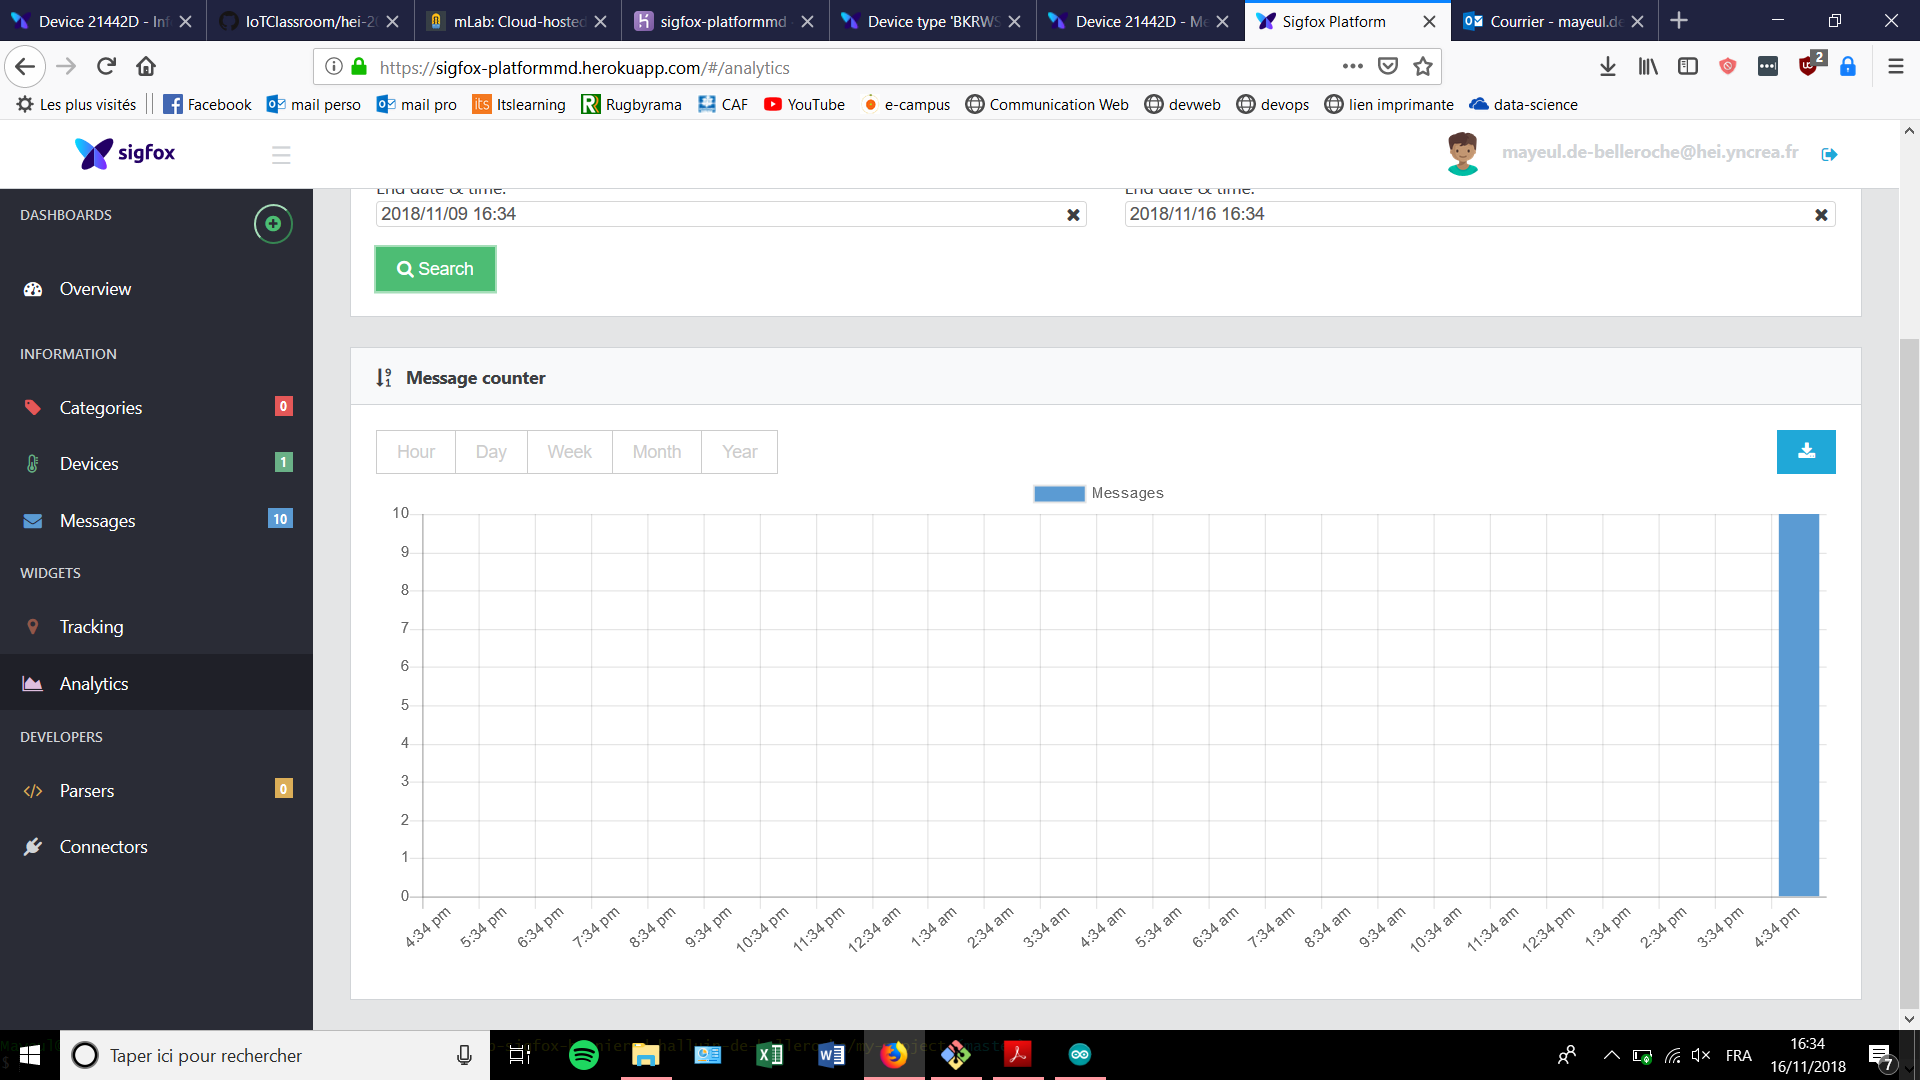 Device 21442D - Inf
IoTClassroom/hei-20
mLab: Cloud-hosted
sigfox-platformmd
Device type 'BKRWS
Device 21442D - Me
Sigfox Platform
Courrier - mayeul.de
https://sigfox-platformmd.herokuapp.com/#/analytics
2
Les plus visités
Facebook
mail perso
mail pro
its Itslearning
Rugbyrama
CAF
YouTube
e-campus
Communication Web
devweb
devops
lien imprimante
data-science
sigfox
mayeul.de-belleroche@hei.yncrea.fr
DASHBOARDS
Overview
INFORMATION
Categories 0
Devices 1
Messages 10
WIDGETS
Tracking
Analytics
DEVELOPERS
Parsers 0
Connectors
End date & time:
2018/11/09 16:34
End date & time:
2018/11/16 16:34
Search
Message counter
Hour Day Week Month Year
Messages
10
9
8
7
6
5
4
3
2
1
0
4:34 pm
5:34 pm
6:34 pm
7:34 pm
8:34 pm
9:34 pm
10:34 pm
11:34 pm
12:34 am
1:34 am
2:34 am
3:34 am
4:34 am
5:34 am
6:34 am
7:34 am
8:34 am
9:34 am
10:34 am
11:34 am
12:34 pm
1:34 pm
2:34 pm
3:34 pm
4:34 pm
Taper ici pour rechercher
FRA
16:34
16/11/2018
7